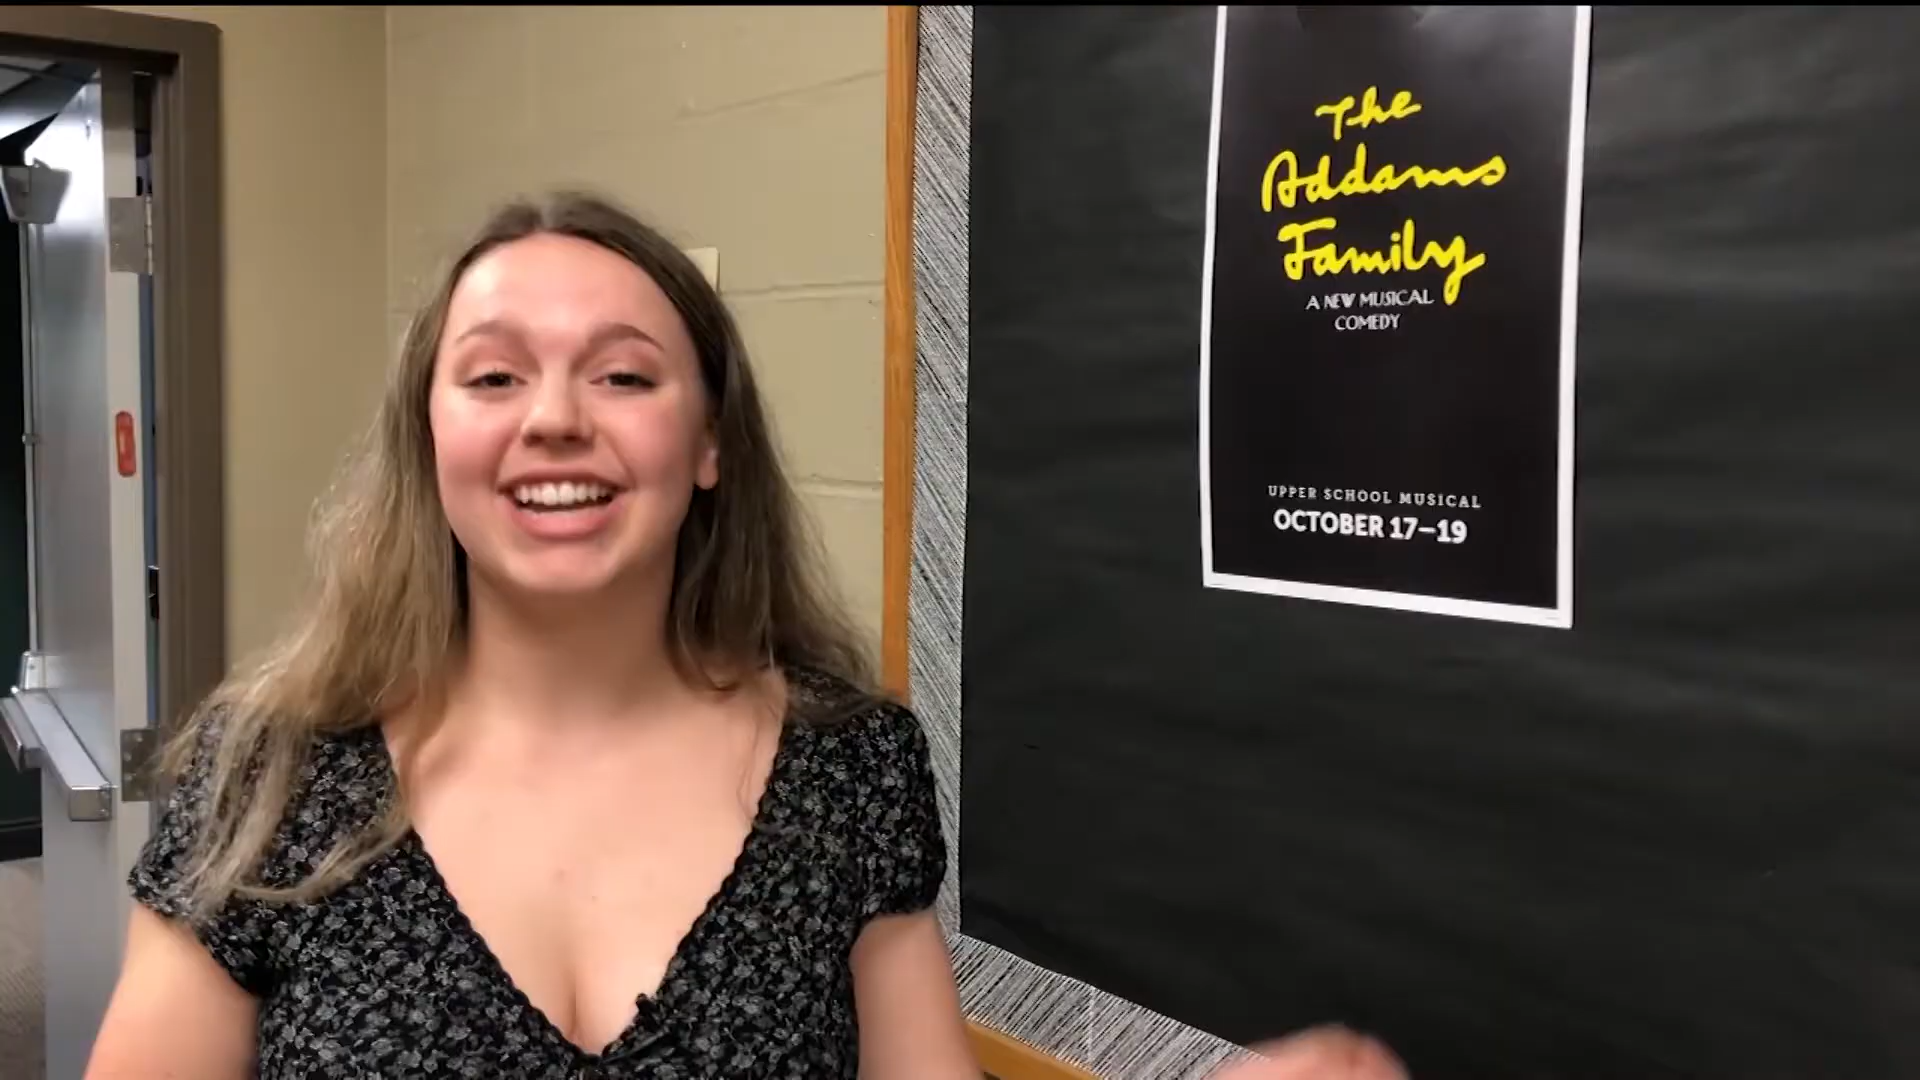 The
Addams
Family
A NEW MUSICAL
COMEDY
UPPER SCHOOL MUSICAL
OCTOBER 17–19